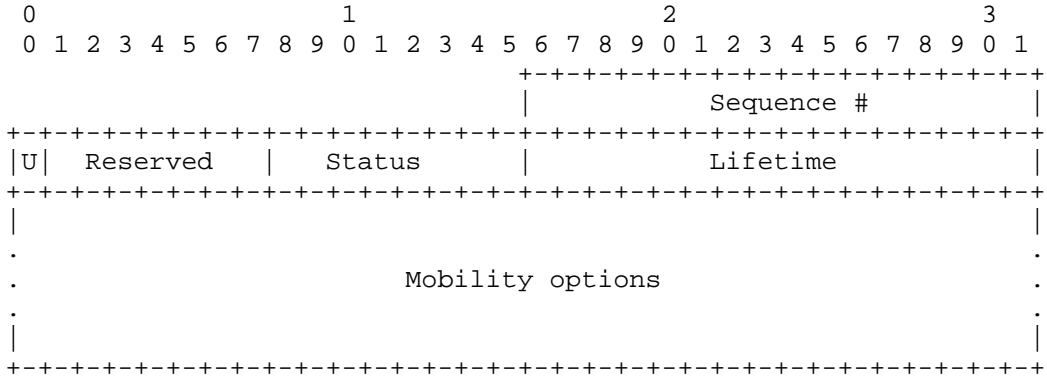 0                   1                   2                   3
 0 1 2 3 4 5 6 7 8 9 0 1 2 3 4 5 6 7 8 9 0 1 2 3 4 5 6 7 8 9 0 1
                                +-+-+-+-+-+-+-+-+-+-+-+-+-+-+-+-+
                                |           Sequence #          |
+-+-+-+-+-+-+-+-+-+-+-+-+-+-+-+-+-+-+-+-+-+-+-+-+-+-+-+-+-+-+-+-+
|U|   Reserved  |   Status      |           Lifetime            |
+-+-+-+-+-+-+-+-+-+-+-+-+-+-+-+-+-+-+-+-+-+-+-+-+-+-+-+-+-+-+-+-+
|                                                               |
.                                                               .
.                        Mobility options                       .
.                                                               .
|                                                               |
+-+-+-+-+-+-+-+-+-+-+-+-+-+-+-+-+-+-+-+-+-+-+-+-+-+-+-+-+-+-+-+-+